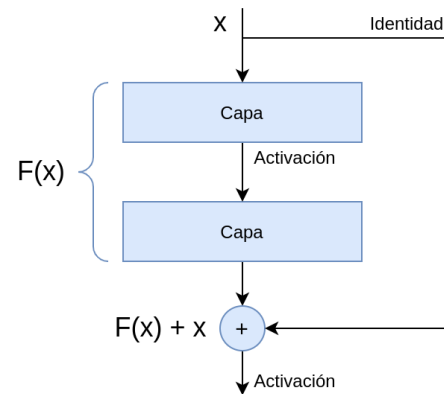 x
Identidad
Capa
F(x)
Activación
Capa
F(x) + x
+
Activación